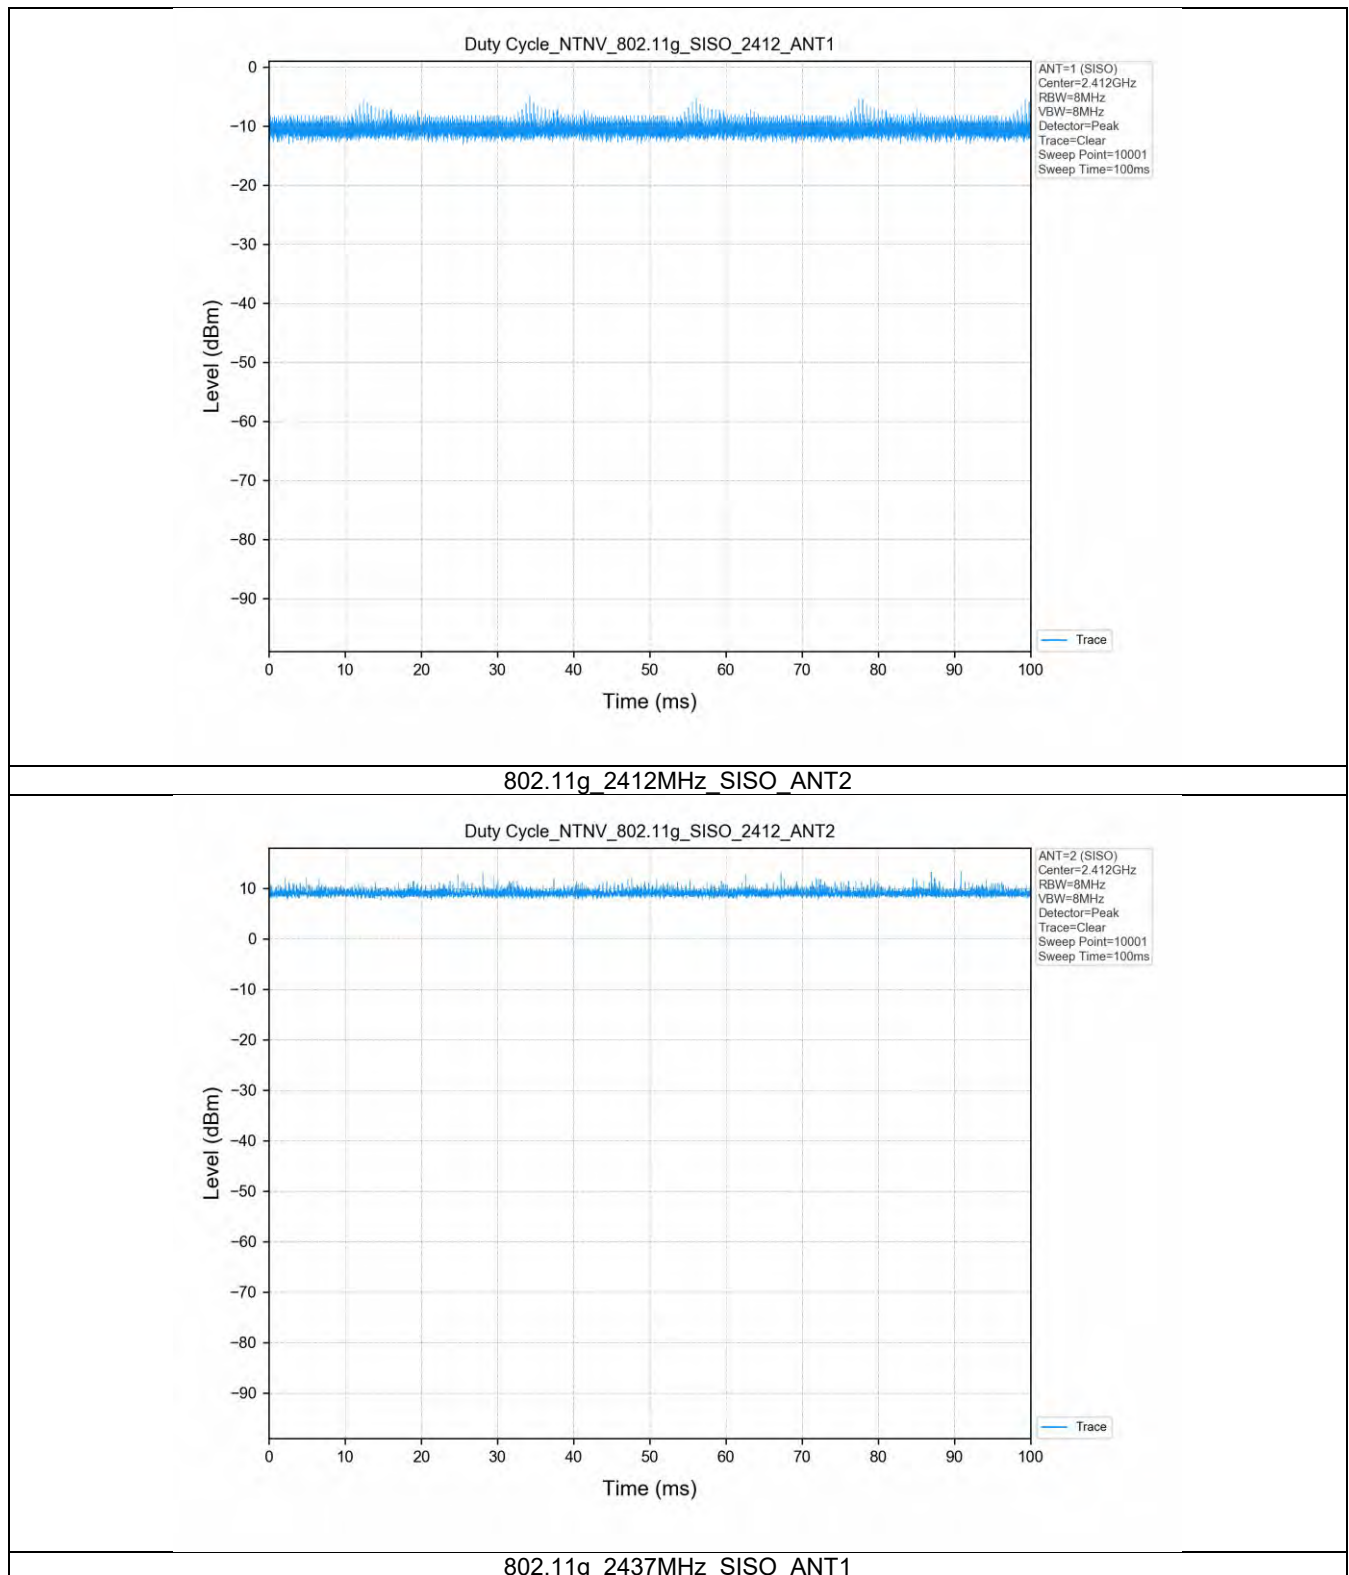 Duty Cycle_NTNV_802.11g_SISO_2412_ANT1
ANT=1 (SISO)
Center=2.412GHz
RBW=8MHz
VBW=8MHz
Detector=Peak
Trace=Clear
Sweep Point=10001
Sweep Time=100ms
0
−10
−20
−30
−40
−50
−60
−70
−80
−90
Level (dBm)
Trace
0 10 20 30 40 50 60 70 80 90 100
Time (ms)
802.11g_2412MHz_SISO_ANT2
Duty Cycle_NTNV_802.11g_SISO_2412_ANT2
ANT=2 (SISO)
Center=2.412GHz
RBW=8MHz
VBW=8MHz
Detector=Peak
Trace=Clear
Sweep Point=10001
Sweep Time=100ms
10
0
−10
−20
−30
−40
−50
−60
−70
−80
−90
Level (dBm)
Trace
0 10 20 30 40 50 60 70 80 90 100
Time (ms)
802.11g_2437MHz_SISO_ANT1